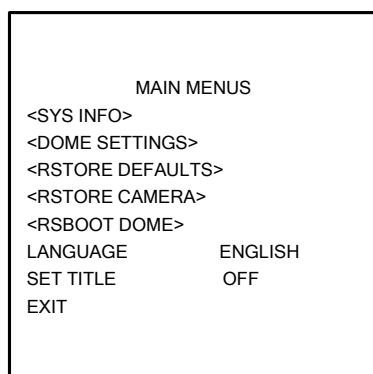 MAIN MENUS
<SYS INFO>
<DOME SETTINGS>
<RSTORE DEFAULTS>
<RSTORE CAMERA>
<RSBOOT DOME>
LANGUAGE ENGLISH
SET TITLE OFF
EXIT